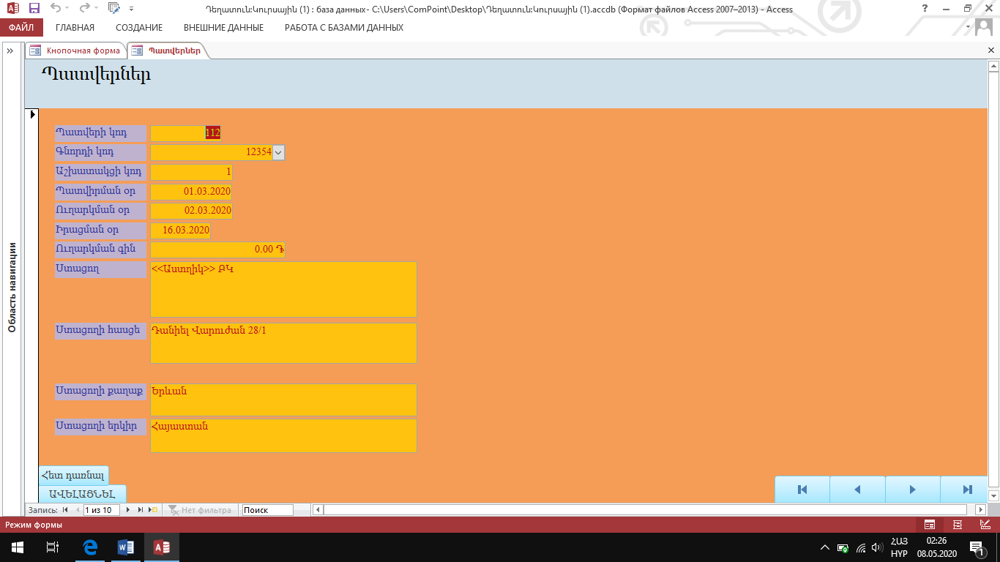 Դեղատուն:Կուրսային (1) : база данных- C:\Users\ComPoint\Desktop\Դեղատուն:Կուրսային (1).accdb (Формат файлов Access 2007–2013) - Access
ФАЙЛ ГЛАВНАЯ СОЗДАНИЕ ВНЕШНИЕ ДАННЫЕ РАБОТА С БАЗАМИ ДАННЫХ
Кнопочная форма Պատվերներ
Պատվերներ
Область навигации
Պատվերի կոդ 112
Գնորդի կոդ 12354
Աշխատակցի կոդ 1
Պատվիրման օր 01.03.2020
Ուղարկման օր 02.03.2020
Իրացման օր 16.03.2020
Ուղարկման գին 0.00 ֏
Ստացող <<Աստղիկ>> ԲԿ
Ստացողի հասցե Դանիել Վարուժան 28/1
Ստացողի քաղաք Երևան
Ստացողի երկիր Հայաստան
Հետ դառնալ
ԱՎԵԼԱՑՆԵԼ
Запись: 1 из 10 Нет фильтра Поиск
Режим формы
ՀԱՅ 02:26
HYP 08.05.2020
1